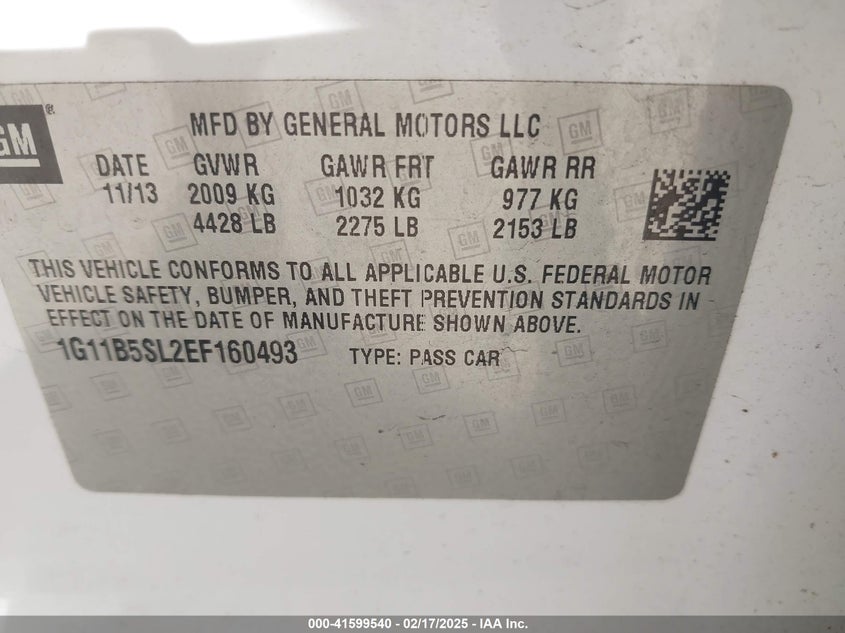 GM
MFD BY GENERAL MOTORS LLC
DATE GVWR GAWR FRT GAWR RR
11/13 2009 KG 1032 KG 977 KG
4428 LB 2275 LB 2153 LB
THIS VEHICLE CONFORMS TO ALL APPLICABLE U.S. FEDERAL MOTOR
VEHICLE SAFETY, BUMPER, AND THEFT PREVENTION STANDARDS IN
EFFECT ON THE DATE OF MANUFACTURE SHOWN ABOVE.
1G11B5SL2EF160493 TYPE: PASS CAR
000-41599540 - 02/17/2025 - IAA Inc.